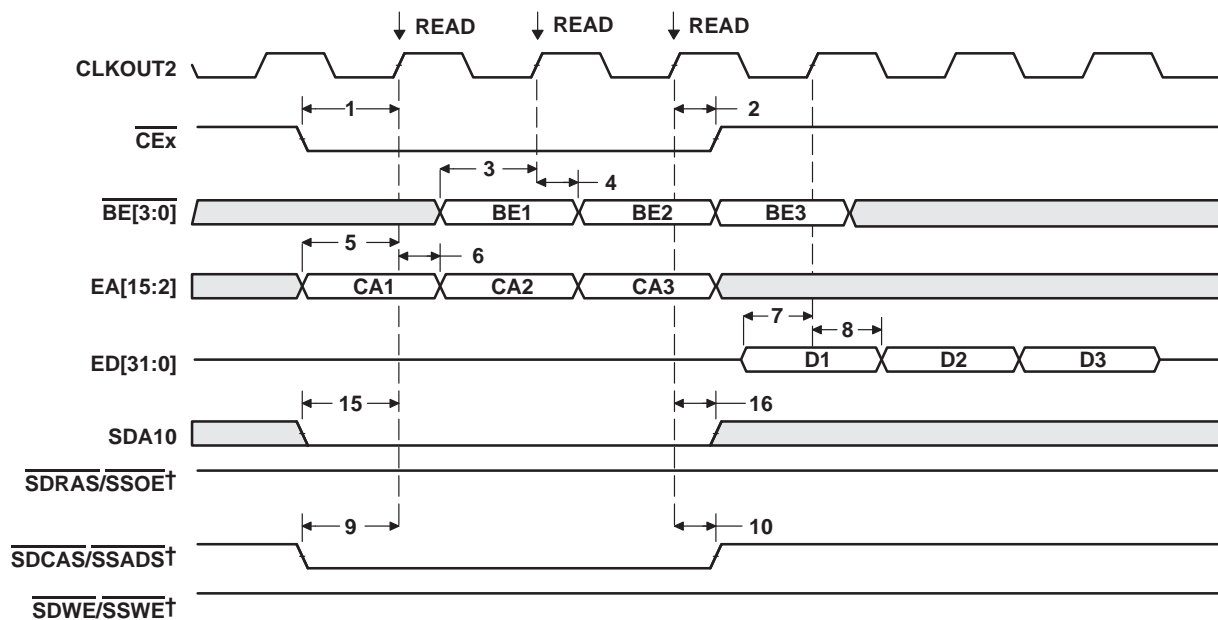 READ READ READ
CLKOUT2
1 2
CEx
3 4
BE[3:0] BE1 BE2 BE3
5 6
EA[15:2] CA1 CA2 CA3
7 8
ED[31:0] D1 D2 D3
15 16
SDA10
SDRAS/SSOE†
9 10
SDCAS/SSADS†
SDWE/SSWE†